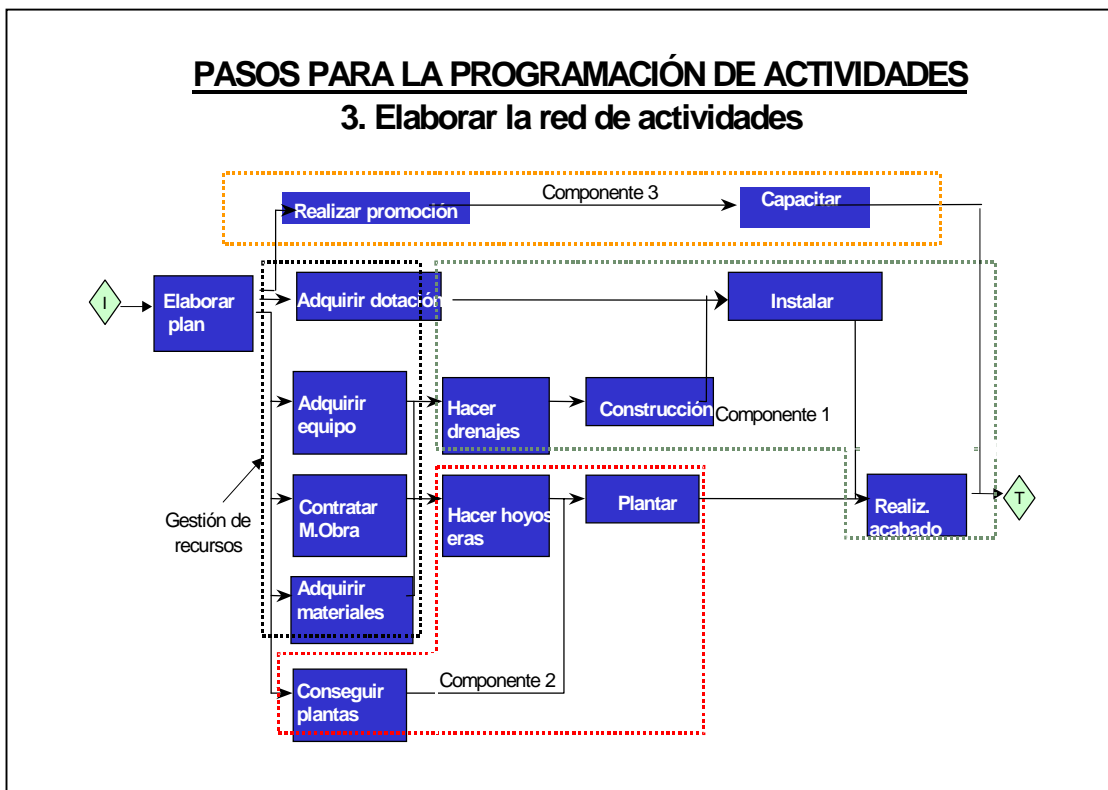 PASOS PARA LA PROGRAMACIÓN DE ACTIVIDADES
3. Elaborar la red de actividades
Realizar promoción
Componente 3
Capacitar
I
Elaborar
plan
Adquirir dotación
Instalar
Adquirir
equipo
Hacer
drenajes
Construcción
Componente 1
Gestión de
recursos
Contratar
M.Obra
Hacer hoyos
eras
Plantar
Realiz.
acabado
T
Adquirir
materiales
Conseguir
plantas
Componente 2